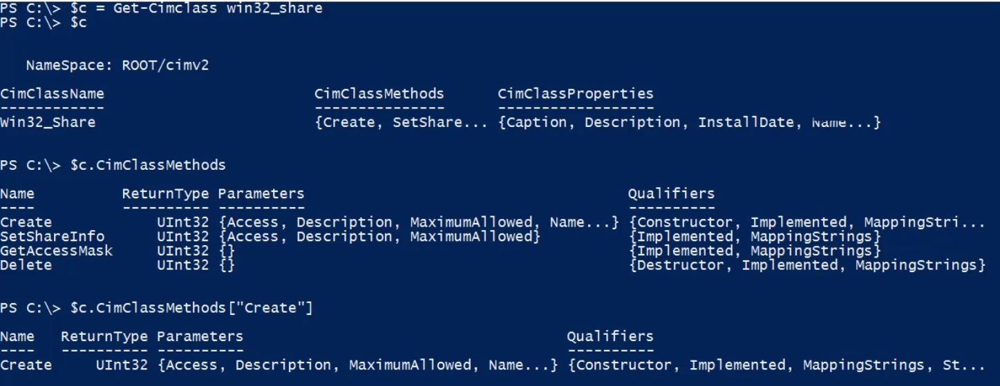 PS C:\> $c = Get-Cimclass win32_share
PS C:\> $c
NameSpace: ROOT/cimv2
CimClassName CimClassMethods CimClassProperties
------------ --------------- ------------------
Win32_Share {Create, SetShare... {Caption, Description, InstallDate, Name...}
PS C:\> $c.CimClassMethods
Name ReturnType Parameters Qualifiers
---- ---------- ---------- ----------
Create UInt32 {Access, Description, MaximumAllowed, Name...} {Constructor, Implemented, MappingStri...
SetShareInfo UInt32 {Access, Description, MaximumAllowed} {Implemented, MappingStrings}
GetAccessMask UInt32 {} {Implemented, MappingStrings}
Delete UInt32 {} {Destructor, Implemented, MappingStrings}
PS C:\> $c.CimClassMethods["Create"]
Name ReturnType Parameters Qualifiers
---- ---------- ---------- ----------
Create UInt32 {Access, Description, MaximumAllowed, Name...} {Constructor, Implemented, MappingStrings, St...